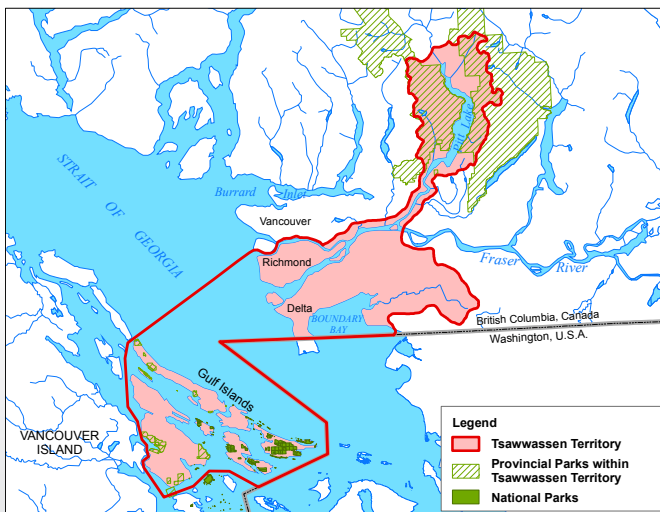 Pitt Lake
STRAIT OF GEORGIA
Burrard Inlet
Vancouver
Fraser River
Richmond
Delta
BOUNDARY
BAY
British Columbia, Canada
Washington, U.S.A.
Gulf Islands
VANCOUVER
ISLAND
Legend
Tsawwassen Territory
Provincial Parks within
Tsawwassen Territory
National Parks